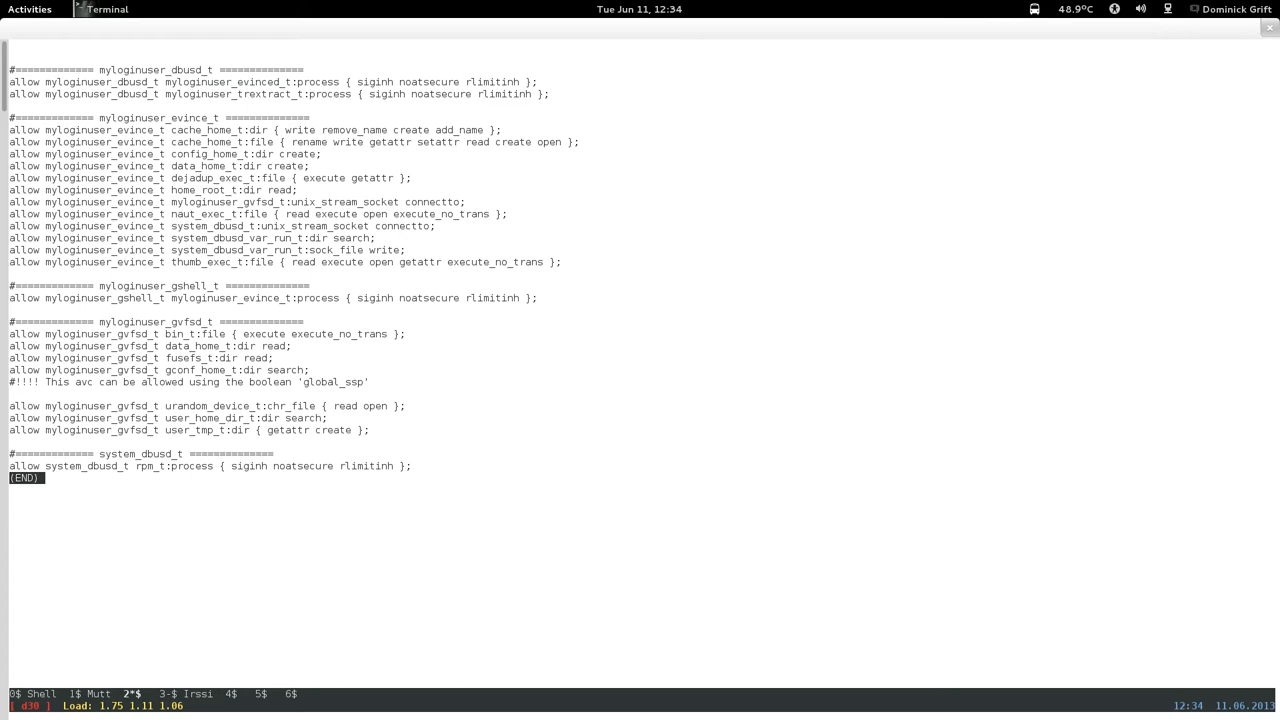 Activities Terminal Tue Jun 11, 12:34 48.9°C Dominick Grift
#============= myloginuser_dbusd_t ==============
allow myloginuser_dbusd_t myloginuser_evinced_t:process { siginh noatsecure rlimitinh };
allow myloginuser_dbusd_t myloginuser_trextract_t:process { siginh noatsecure rlimitinh };
#============= myloginuser_evince_t ==============
allow myloginuser_evince_t cache_home_t:dir { write remove_name create add_name };
allow myloginuser_evince_t cache_home_t:file { rename write getattr setattr read create open };
allow myloginuser_evince_t config_home_t:dir create;
allow myloginuser_evince_t data_home_t:dir create;
allow myloginuser_evince_t dejadup_exec_t:file { execute getattr };
allow myloginuser_evince_t home_root_t:dir read;
allow myloginuser_evince_t myloginuser_gvfsd_t:unix_stream_socket connectto;
allow myloginuser_evince_t naut_exec_t:file { read execute open execute_no_trans };
allow myloginuser_evince_t system_dbusd_t:unix_stream_socket connectto;
allow myloginuser_evince_t system_dbusd_var_run_t:dir search;
allow myloginuser_evince_t system_dbusd_var_run_t:sock_file write;
allow myloginuser_evince_t thumb_exec_t:file { read execute open getattr execute_no_trans };
#============= myloginuser_gshell_t ==============
allow myloginuser_gshell_t myloginuser_evince_t:process { siginh noatsecure rlimitinh };
#============= myloginuser_gvfsd_t ==============
allow myloginuser_gvfsd_t bin_t:file { execute execute_no_trans };
allow myloginuser_gvfsd_t data_home_t:dir read;
allow myloginuser_gvfsd_t fusefs_t:dir read;
allow myloginuser_gvfsd_t gconf_home_t:dir search;
#!!!! This avc can be allowed using the boolean 'global_ssp'
allow myloginuser_gvfsd_t urandom_device_t:chr_file { read open };
allow myloginuser_gvfsd_t user_home_dir_t:dir search;
allow myloginuser_gvfsd_t user_tmp_t:dir { getattr create };
#============= system_dbusd_t ==============
allow system_dbusd_t rpm_t:process { siginh noatsecure rlimitinh };
(END)
0$ Shell 1$ Mutt 2*$ 3-$ Irssi 4$ 5$ 6$
[ d30 ] Load: 1.75 1.11 1.06 12:34 11.06.2013